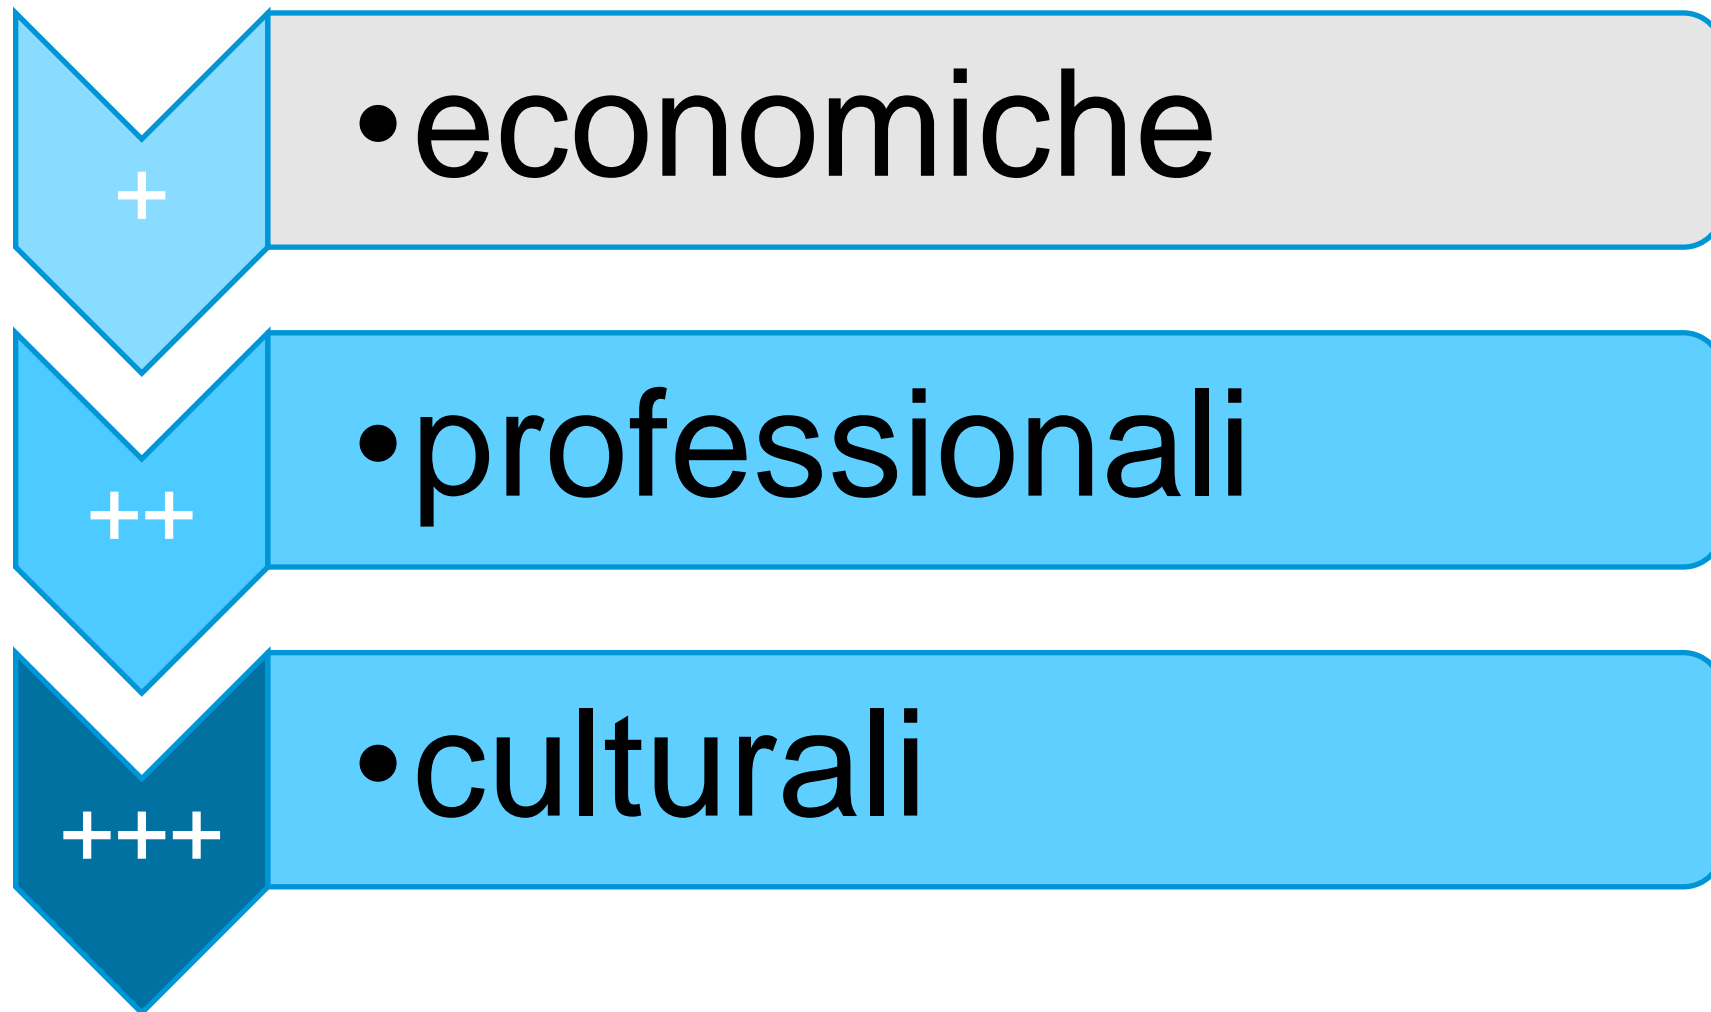 +
•economiche
++
•professionali
+++
•culturali